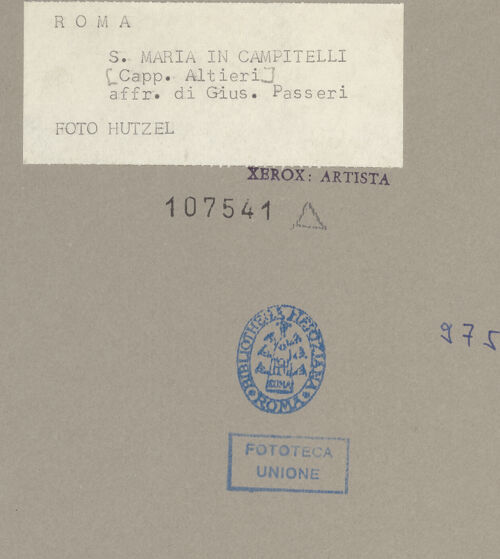 R O M A
S. MARIA IN CAMPITELLI
[Capp. Altieri]
affr. di Gius. Passeri
FOTO HUTZEL
XEROX: ARTISTA
107541
975
BIBLIOTHECA HERTZIANA
ROMA
ROMA
FOTOTECA
UNIONE